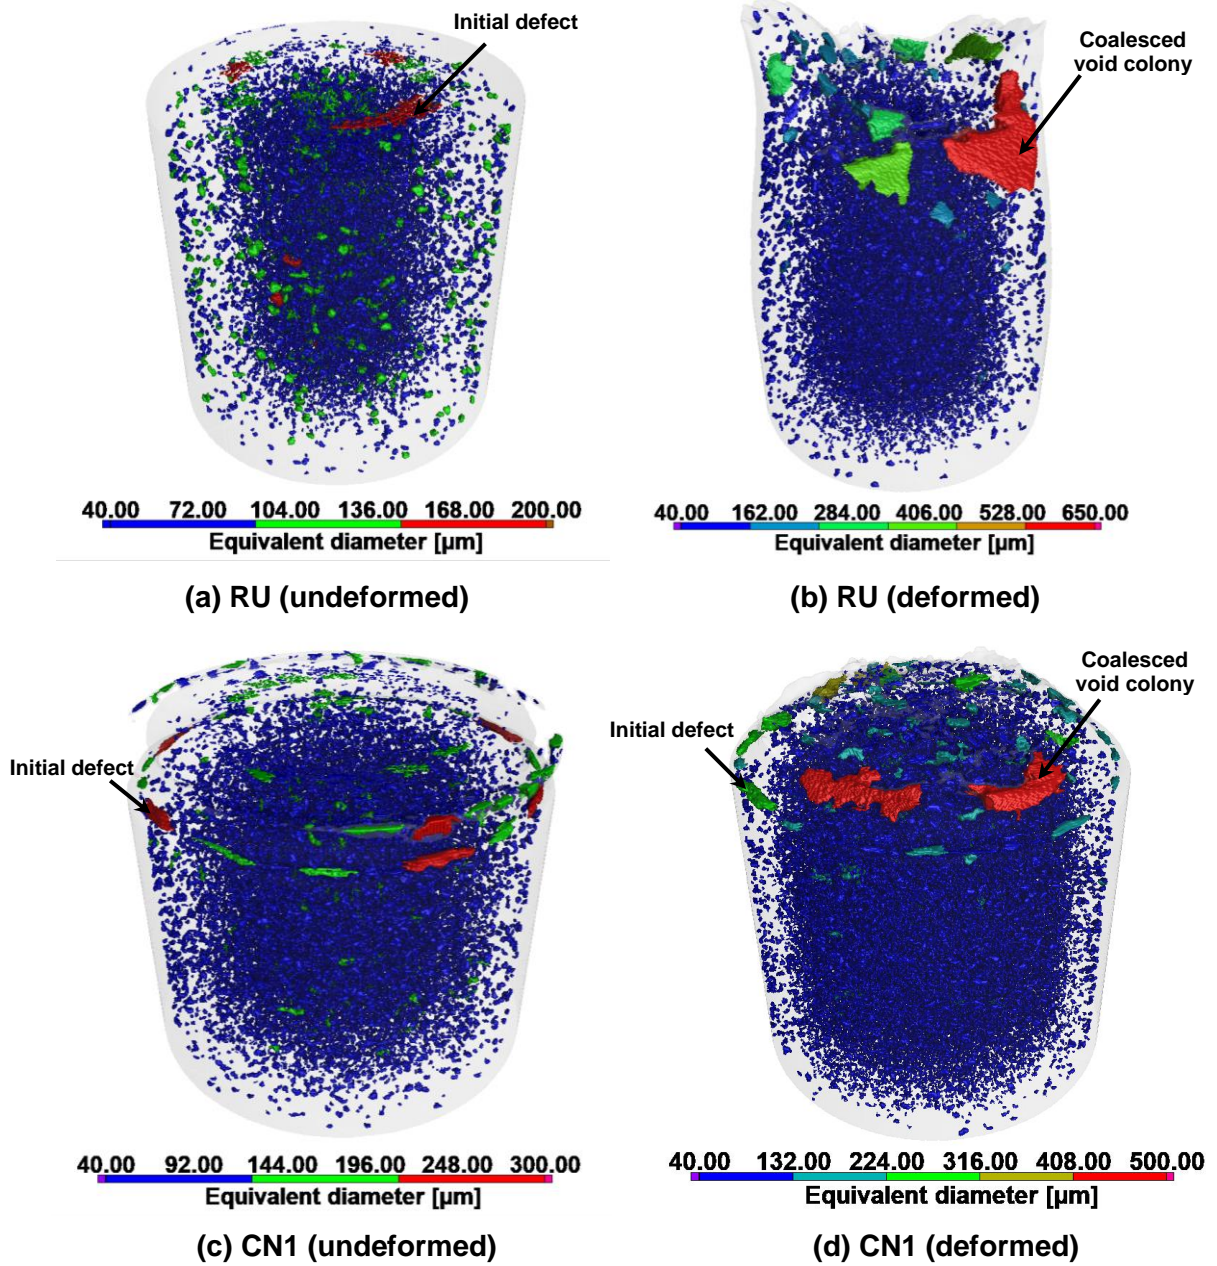 Initial defect
Coalesced
void colony
40.00 72.00 104.00 136.00 168.00 200.00
Equivalent diameter [µm]
40.00 162.00 284.00 406.00 528.00 650.00
Equivalent diameter [µm]
(a) RU (undeformed)
(b) RU (deformed)
Initial defect
Initial defect
Coalesced
void colony
40.00 92.00 144.00 196.00 248.00 300.00
Equivalent diameter [µm]
40.00 132.00 224.00 316.00 408.00 500.00
Equivalent diameter [µm]
(c) CN1 (undeformed)
(d) CN1 (deformed)